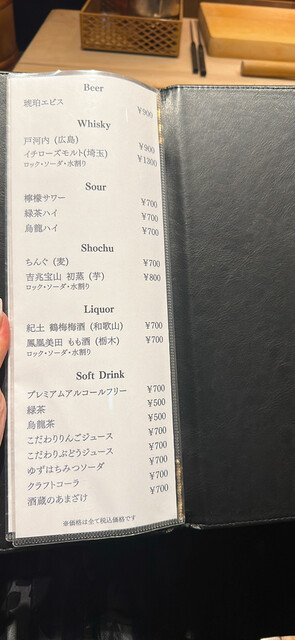 Beer
琥珀エビス ¥900
Whisky
戸河内 (広島) ¥900
イチローズモルト(埼玉) ¥1300
ロック・ソーダ・水割り
Sour
檸檬サワー ¥700
緑茶ハイ ¥700
烏龍ハイ ¥700
Shochu
ちんぐ (麦) ¥700
吉兆宝山 初蒸 (芋) ¥800
ロック・ソーダ・水割り
Liquor
紀土 鶴梅梅酒 (和歌山) ¥700
鳳凰美田 もも酒 (栃木) ¥700
ロック・ソーダ・水割り
Soft Drink
プレミアムアルコールフリー ¥700
緑茶 ¥500
烏龍茶 ¥500
こだわりりんごジュース ¥700
こだわりぶどうジュース ¥700
ゆずはちみつソーダ ¥700
クラフトコーラ ¥700
酒蔵のあまざけ ¥700
※価格は全て税込価格です